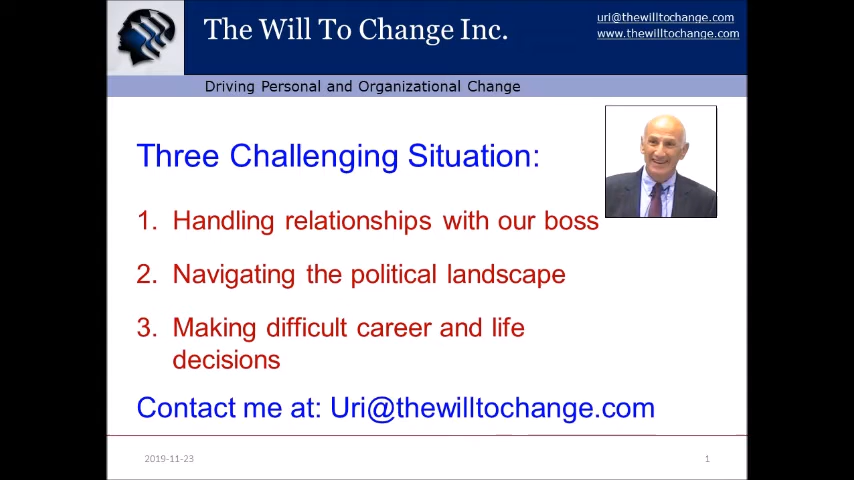 The Will To Change Inc.
uri@thewilltochange.com
www.thewilltochange.com
Driving Personal and Organizational Change
Three Challenging Situation:
1. Handling relationships with our boss
2. Navigating the political landscape
3. Making difficult career and life
decisions
Contact me at: Uri@thewilltochange.com
2019-11-23
1